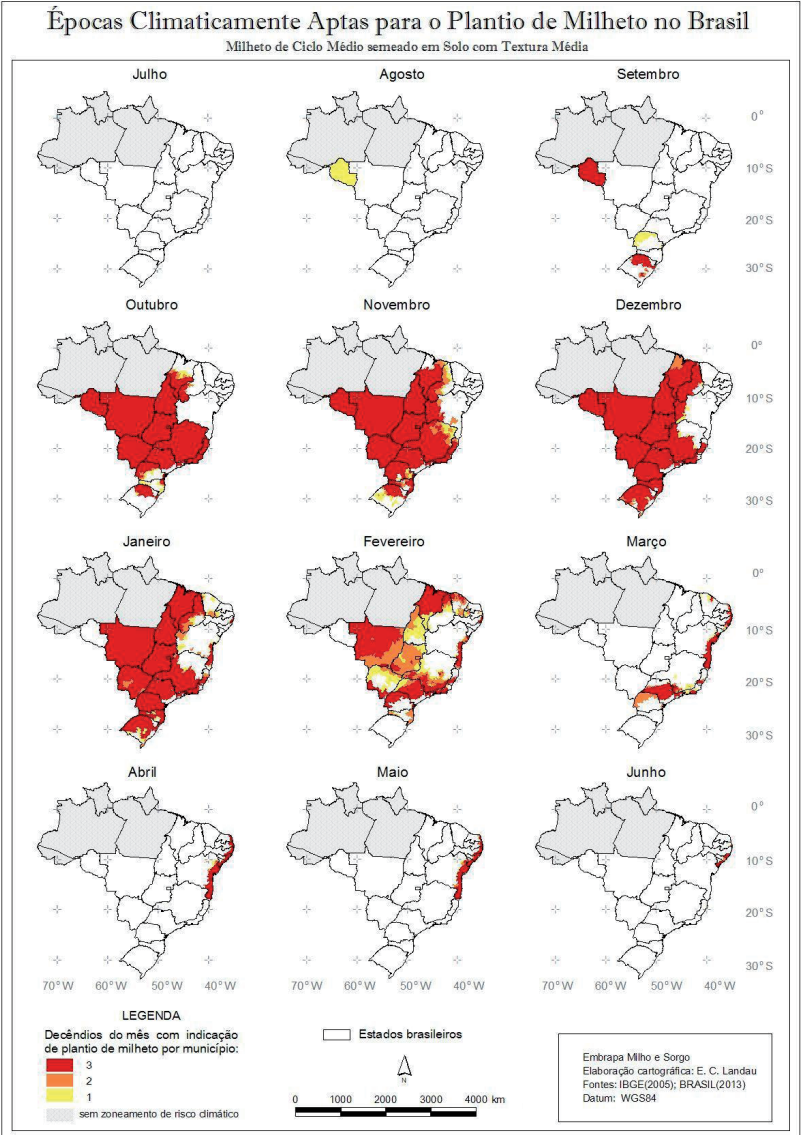 Épocas Climaticamente Aptas para o Plantio de Milheto no Brasil
Milheto de Ciclo Médio semeado em Solo com Textura Média
Julho
Agosto
Setembro
0°
10°S
20°S
30°S
Outubro
Novembro
Dezembro
0°
10°S
20°S
30°S
Janeiro
Fevereiro
Março
0°
10°S
20°S
30°S
Abril
Maio
Junho
0°
10°S
20°S
30°S
70°W 60°W 50°W 40°W
70°W 60°W 50°W 40°W
70°W 60°W 50°W 40°W
LEGENDA
Decêndios do mês com indicação
de plantio de milheto por município:
3
2
1
sem zoneamento de risco climático
Estados brasileiros
N
0 1000 2000 3000 4000 km
Embrapa Milho e Sorgo
Elaboração cartográfica: E. C. Landau
Fontes: IBGE(2005); BRASIL(2013)
Datum: WGS84